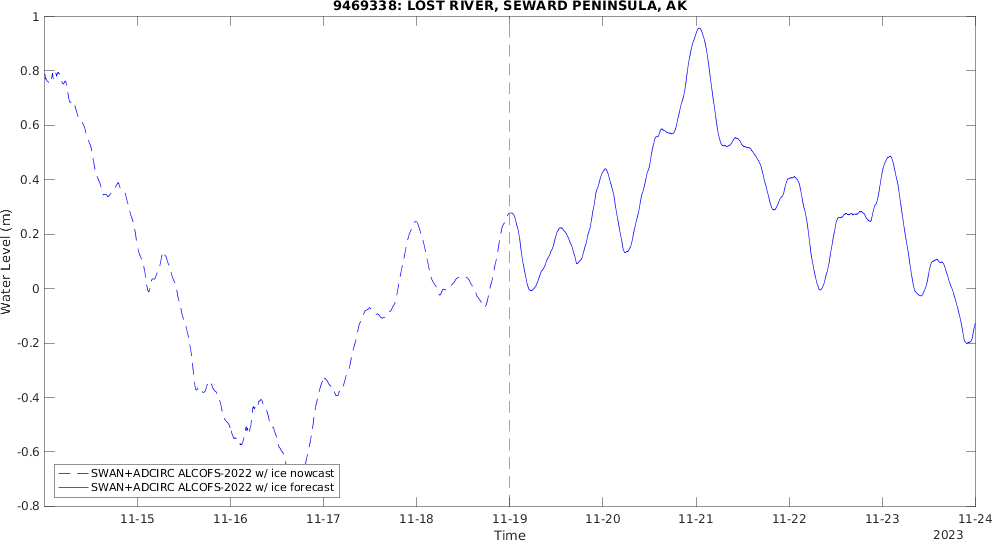 9469338: LOST RIVER, SEWARD PENINSULA, AK
1
0.8
0.6
0.4
0.2
0
-0.2
-0.4
-0.6
-0.8
Water Level (m)
SWAN+ADCIRC ALCOFS-2022 w/ ice nowcast
SWAN+ADCIRC ALCOFS-2022 w/ ice forecast
11-15 11-16 11-17 11-18 11-19 11-20 11-21 11-22 11-23 11-24
Time
2023